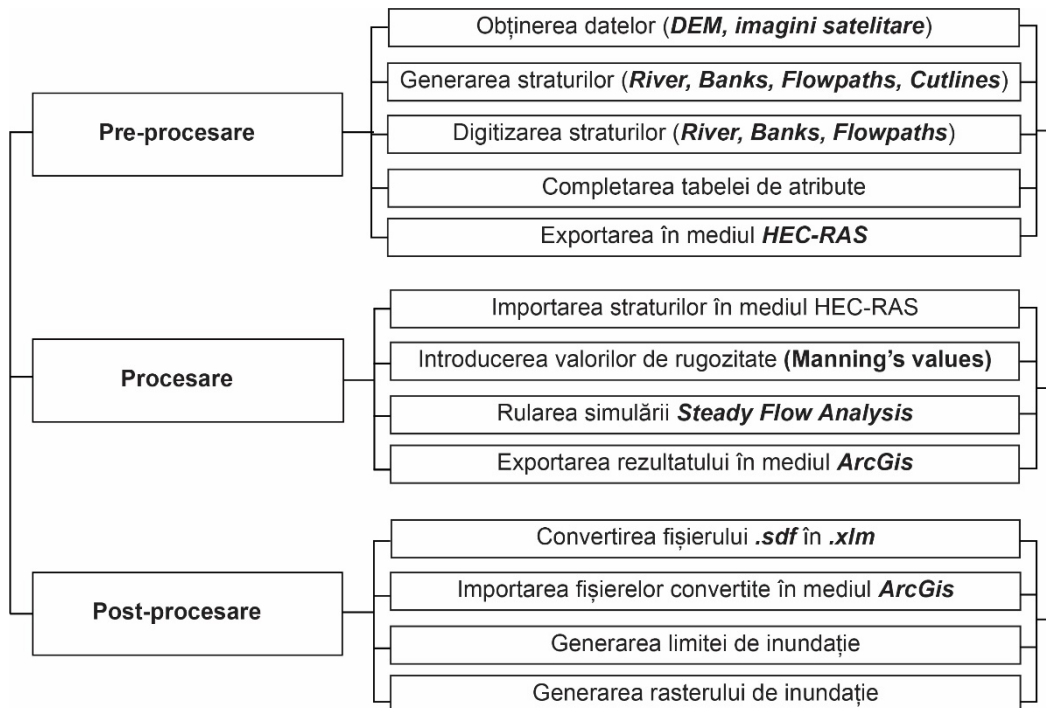 Pre-procesare
Obținerea datelor (DEM, imagini satelitare)
Generarea straturilor (River, Banks, Flowpaths, Cutlines)
Digitizarea straturilor (River, Banks, Flowpaths)
Completarea tabelei de atribute
Exportarea în mediul HEC-RAS
Procesare
Importarea straturilor în mediul HEC-RAS
Introducerea valorilor de rugozitate (Manning’s values)
Rularea simulării Steady Flow Analysis
Exportarea rezultatului în mediul ArcGis
Post-procesare
Convertirea fișierului .sdf în .xlm
Importarea fișierelor convertite în mediul ArcGis
Generarea limitei de inundație
Generarea rasterului de inundație